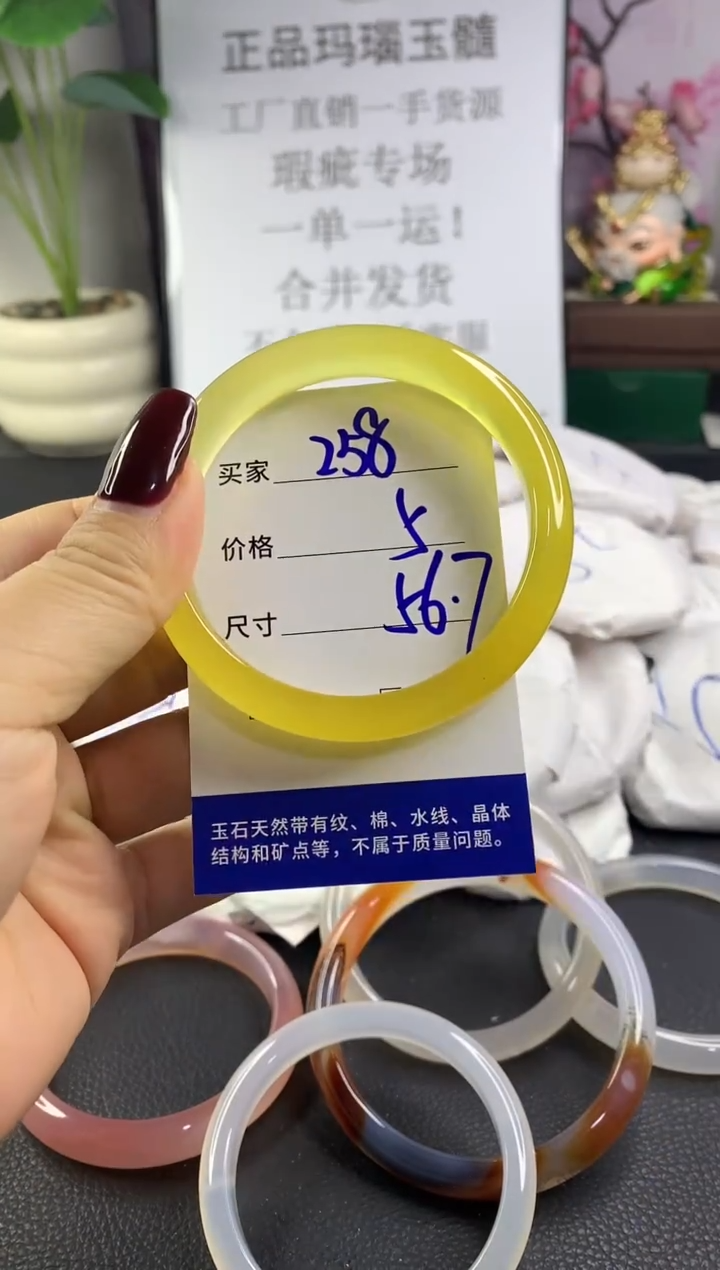 正品玛瑙玉髓
工厂直销一手货源
瑕疵专场
一单一运！
合并发货
买家 258
价格 5
尺寸 56.7
玉石天然带有纹、棉、水线、晶体
结构和矿点等，不属于质量问题。